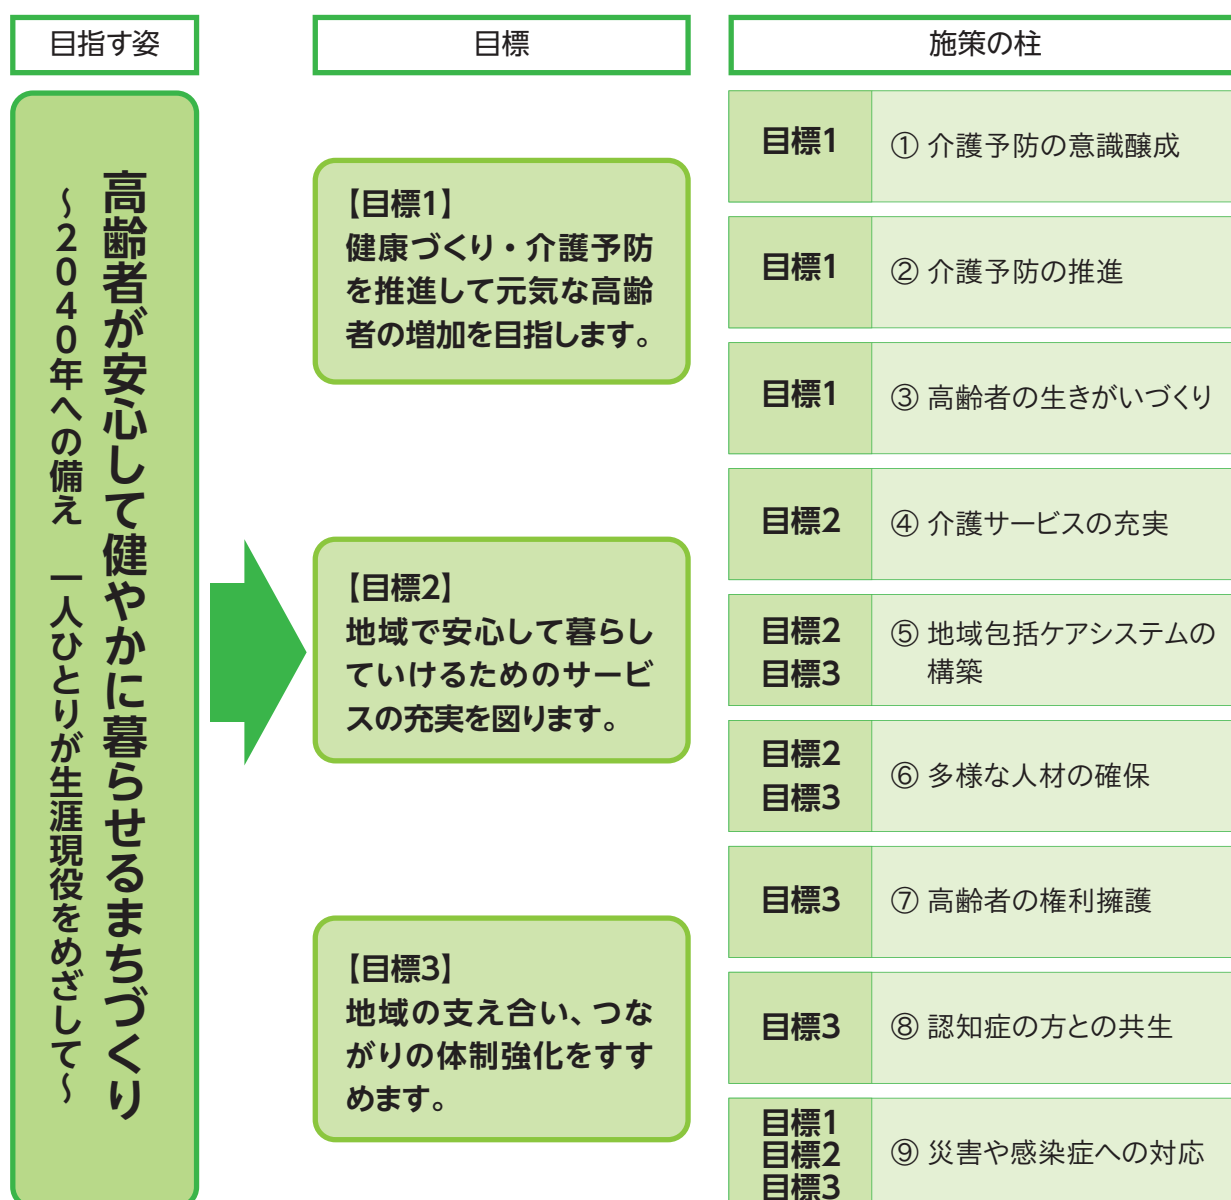 目指す姿
目標
施策の柱
高齢者が安心して健やかに暮らせるまちづくり
～2040年への備え　一人ひとりが生涯現役をめざして～
【目標1】
健康づくり・介護予防
を推進して元気な高齢
者の増加を目指します。
【目標2】
地域で安心して暮らし
ていけるためのサービ
スの充実を図ります。
【目標3】
地域の支え合い、つな
がりの体制強化をすす
めます。
目標1
① 介護予防の意識醸成
目標1
② 介護予防の推進
目標1
③ 高齢者の生きがいづくり
目標2
④ 介護サービスの充実
目標2
目標3
⑤ 地域包括ケアシステムの
構築
目標2
目標3
⑥ 多様な人材の確保
目標3
⑦ 高齢者の権利擁護
目標3
⑧ 認知症の方との共生
目標1
目標2
目標3
⑨ 災害や感染症への対応